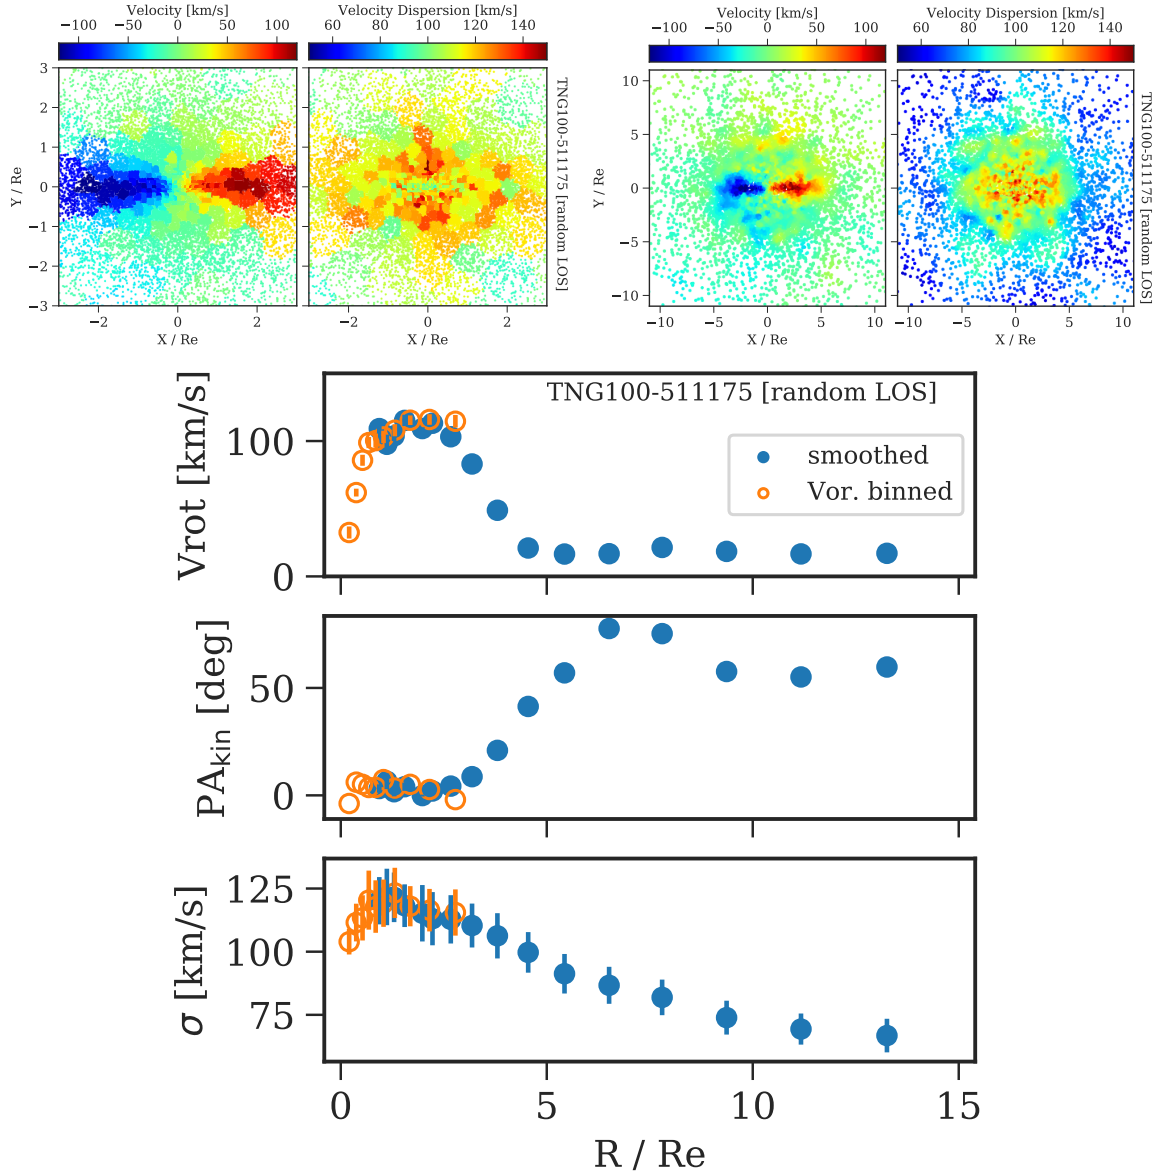 Velocity [km/s]
−100 −50 0 50 100
Velocity Dispersion [km/s]
60 80 100 120 140
3
2
1
0
−1
−2
−3
Y / Re
−2 0 2
X / Re
−2 0 2
X / Re
TNG100-511175 [random LOS]
Velocity [km/s]
−100 −50 0 50 100
Velocity Dispersion [km/s]
60 80 100 120 140
10
5
0
−5
−10
Y / Re
−10 −5 0 5 10
X / Re
−10 −5 0 5 10
X / Re
TNG100-511175 [random LOS]
Vrot [km/s]
100
0
TNG100-511175 [random LOS]
smoothed
Vor. binned
PAkin [deg]
50
0
σ [km/s]
125
100
75
0 5 10 15
R / Re